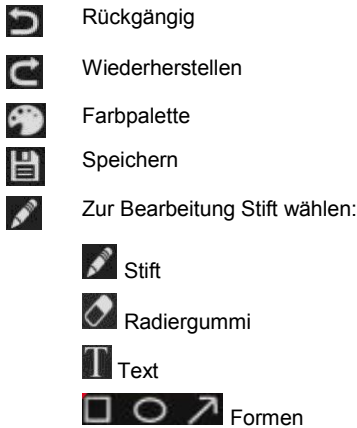 Rückgängig
Wiederherstellen
Farbpalette
Speichern
Zur Bearbeitung Stift wählen:
Stift
Radiergummi
T Text
Formen